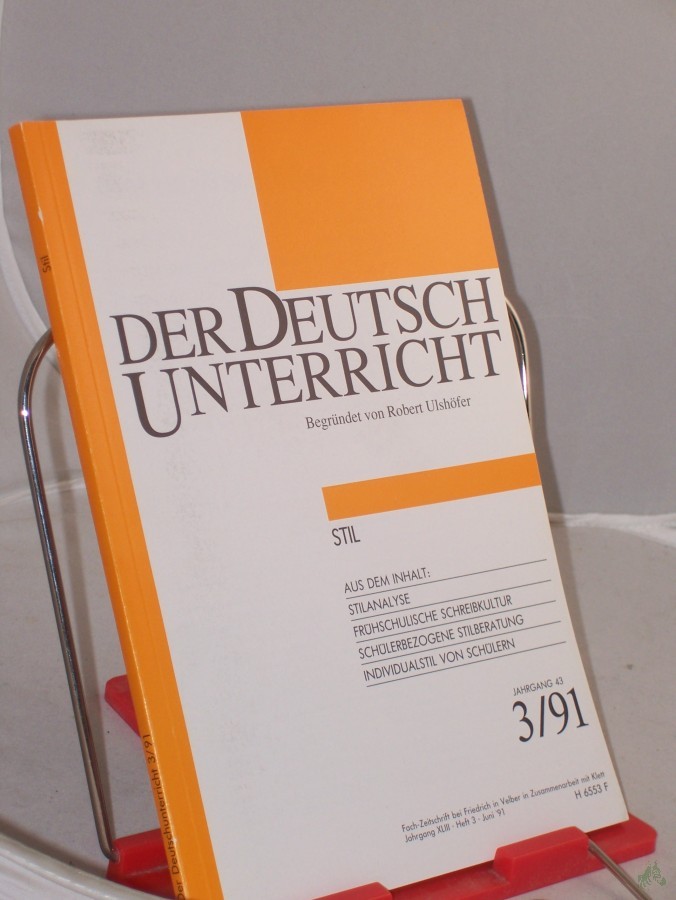 DER DEUTSCH
UNTERRICHT
Begründet von Robert Ulshöfer
STIL
AUS DEM INHALT:
STILANALYSE
FRÜHSCHULISCHE SCHREIBKULTUR
SCHÜLERBEZOGENE STILBERATUNG
INDIVIDUALSTIL VON SCHÜLERN
JAHRGANG 43
3/91
Fach-Zeitschrift bei Friedrich in Velber in Zusammenarbeit mit Klett
Jahrgang XLIII · Heft 3 · Juni '91
H 6553 F
Stil
Der Deutschunterricht 3/91